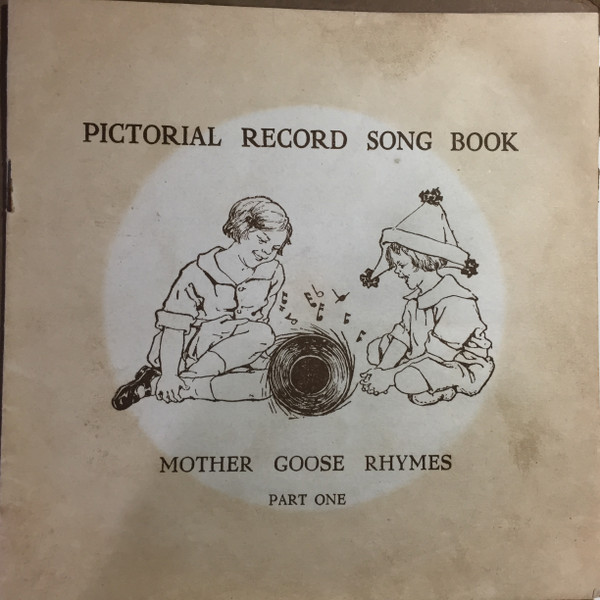 PICTORIAL RECORD SONG BOOK
MOTHER GOOSE RHYMES
PART ONE